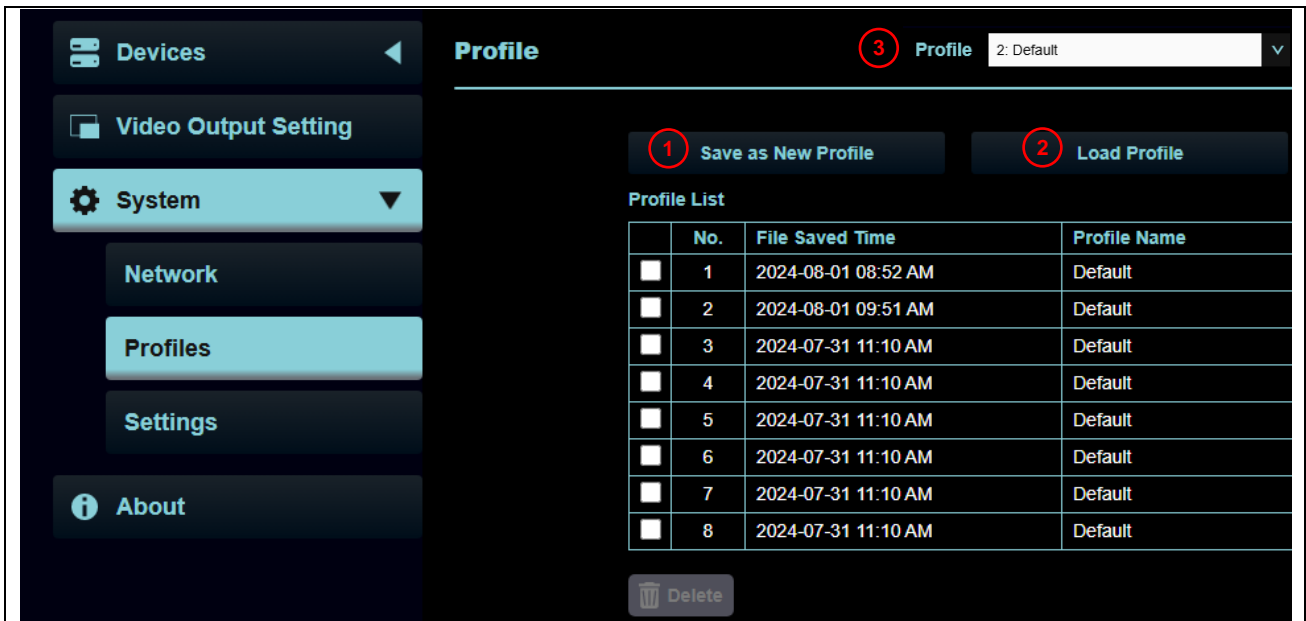 Devices
Video Output Setting
System
Network
Profiles
Settings
About
Profile
3 Profile 2: Default
1 Save as New Profile
2 Load Profile
Profile List
No. File Saved Time Profile Name
1 2024-08-01 08:52 AM Default
2 2024-08-01 09:51 AM Default
3 2024-07-31 11:10 AM Default
4 2024-07-31 11:10 AM Default
5 2024-07-31 11:10 AM Default
6 2024-07-31 11:10 AM Default
7 2024-07-31 11:10 AM Default
8 2024-07-31 11:10 AM Default
Delete